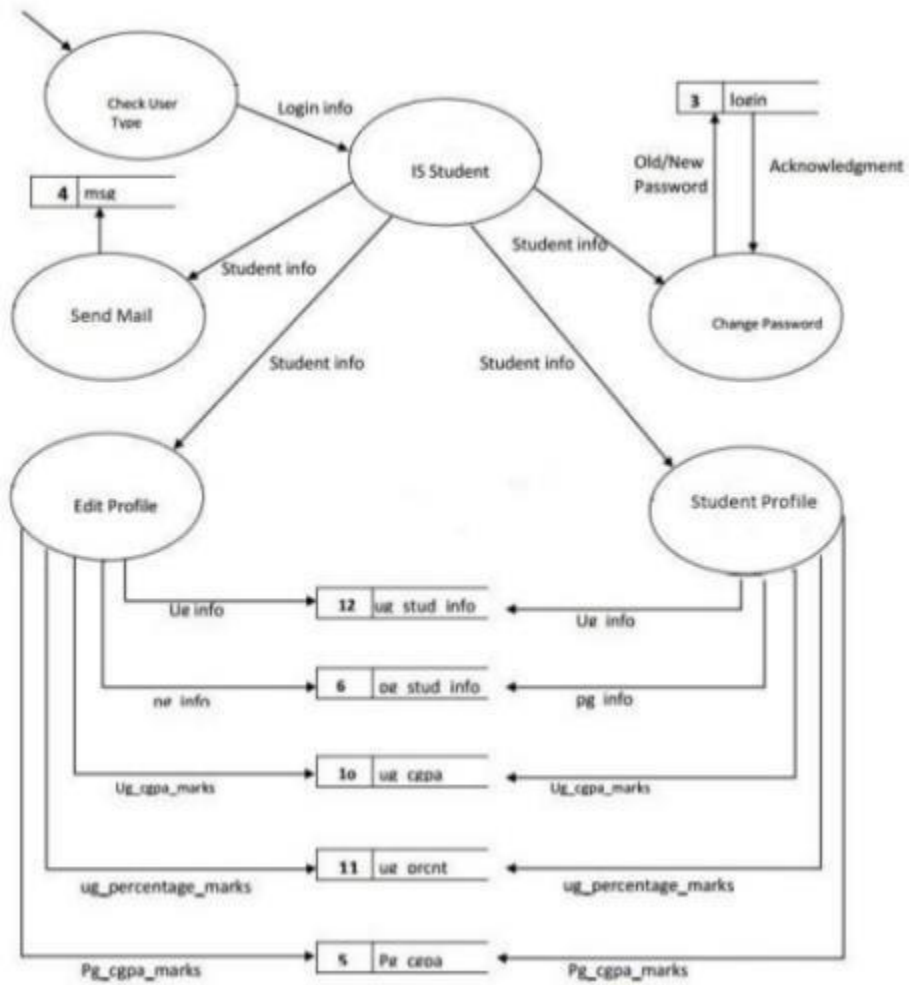 Check User
Type
Login info
IS Student
3 login
Old/New
Password
Acknowledgment
4 msg
Student info
Student info
Send Mail
Change Password
Student info
Student info
Edit Profile
Student Profile
Ug info
12 ug stud info
Ug info
6 pg stud info
pg info
pg info
10 ug cgpa
Ug_cgpa_marks
Ug_cgpa_marks
11 ug prcnt
ug_percentage_marks
ug_percentage_marks
5 Pg cgpa
Pg_cgpa_marks
Pg_cgpa_marks